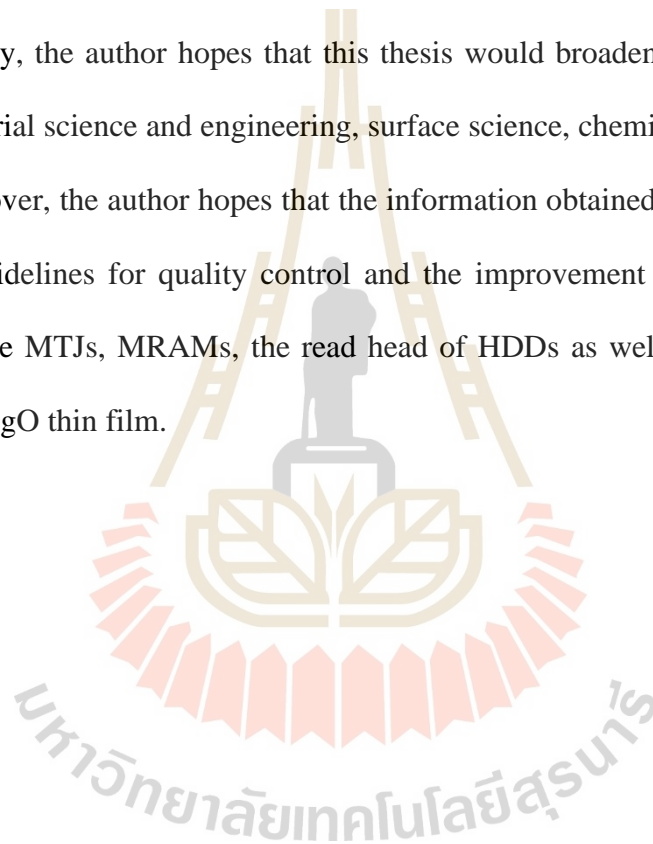 y, the author hopes that this thesis would broaden
rial science and engineering, surface science, chemi
over, the author hopes that the information obtained
idelines for quality control and the improvement
e MTJs, MRAMs, the read head of HDDs as wel
gO thin film.
มหาวิทยาลัยเทคโนโลยีสุรนารี